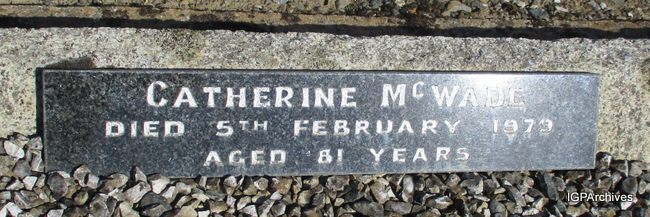 CATHERINE McWADE
DIED 5TH FEBRUARY 1979
AGED 81 YEARS
IGPArchives